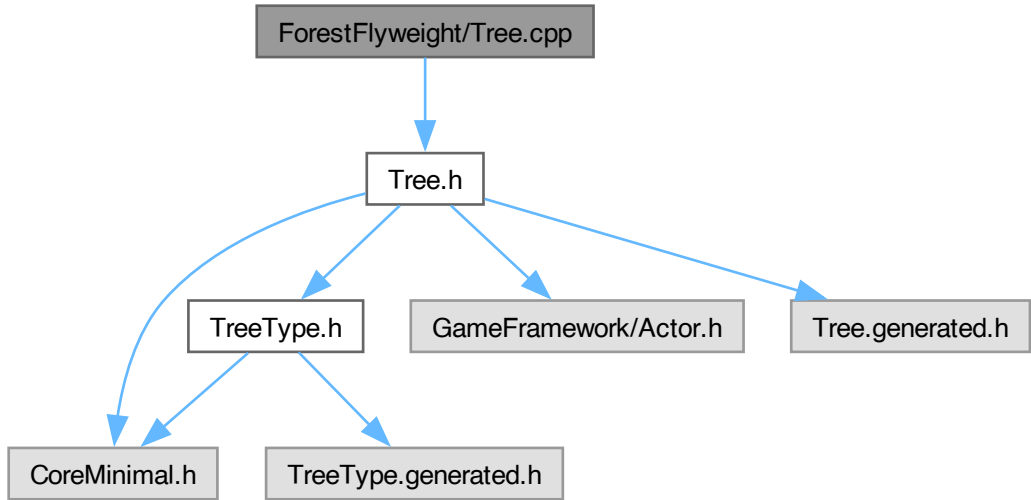 ForestFlyweight/Tree.cpp
Tree.h
TreeType.h
GameFramework/Actor.h
Tree.generated.h
CoreMinimal.h
TreeType.generated.h